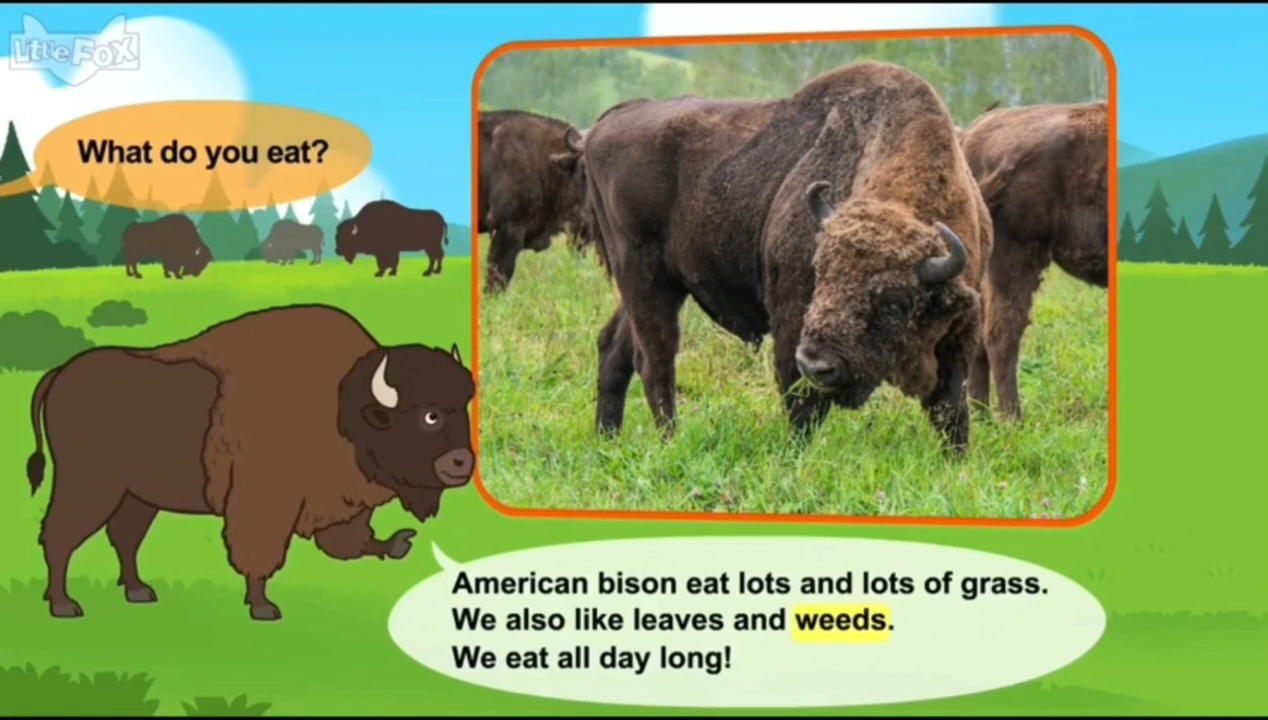 Little Fox
What do you eat?
American bison eat lots and lots of grass.
We also like leaves and weeds.
We eat all day long!